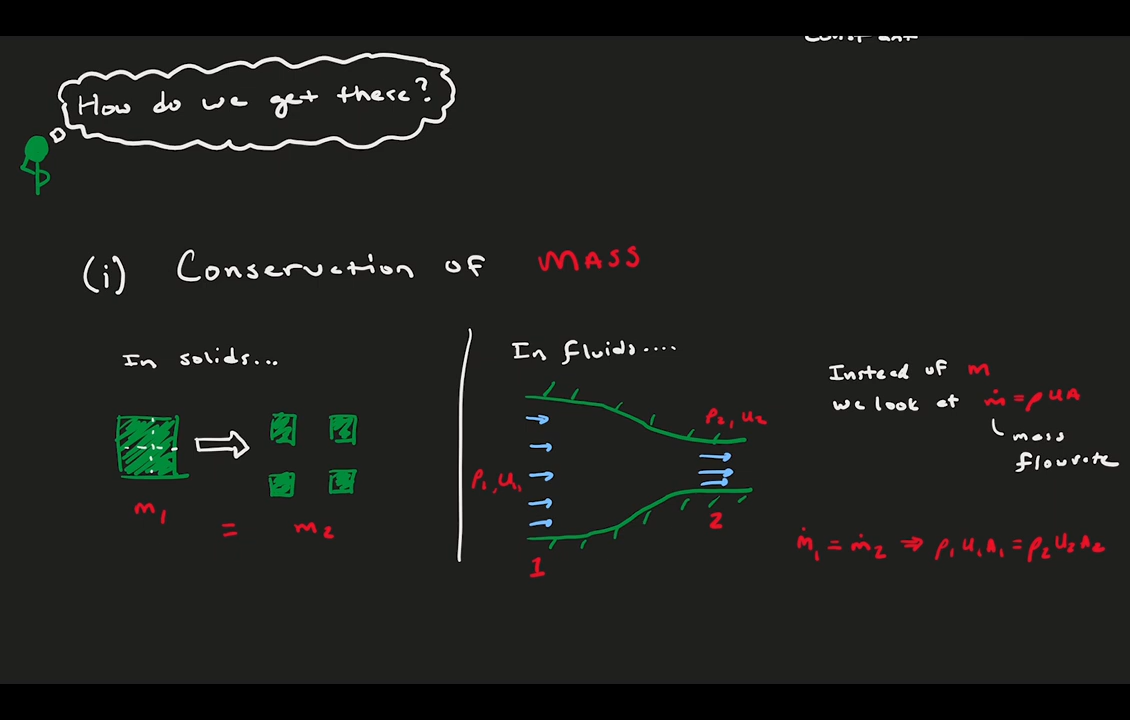 How do we get there?
(i) Conservation of MASS
In solids...
m₁ = m₂
In fluids....
ρ₁, u₁
ρ₂, u₂
1
2
Instead of m
we look at ṁ = ρUA
mass
flowrate
ṁ₁ = ṁ₂ ⇒ ρ₁U₁A₁ = ρ₂U₂A₂